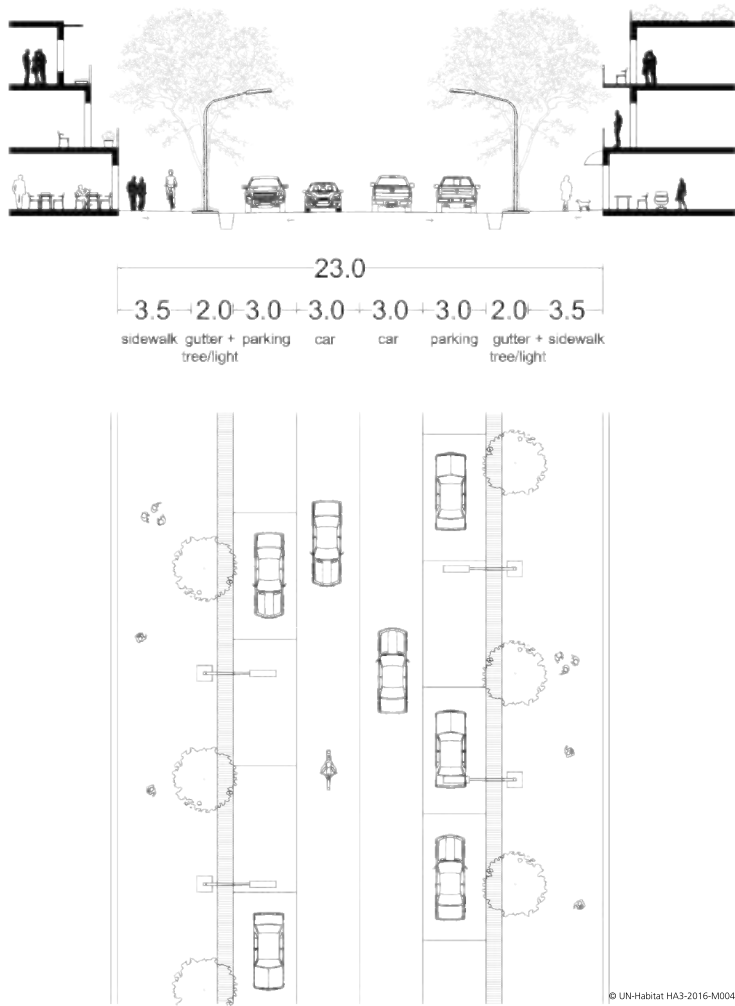 23.0
3.5 2.0 3.0 3.0 3.0 3.0 2.0 3.5
sidewalk gutter + parking car car parking gutter + sidewalk
tree/light tree/light
© UN-Habitat HA3-2016-M004